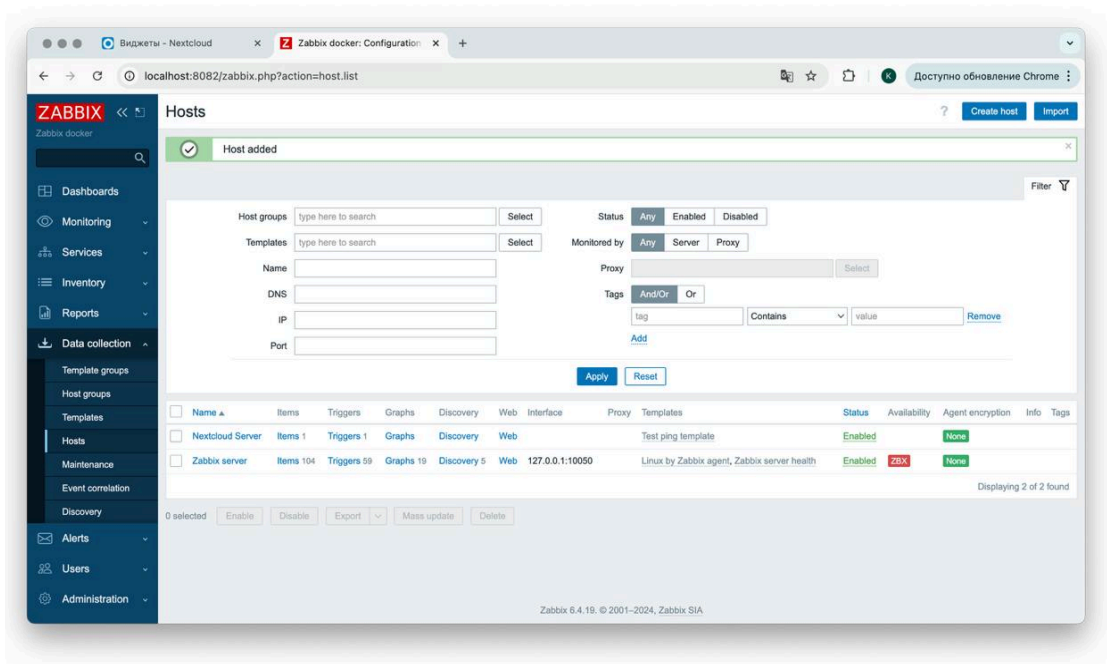 Виджеты - Nextcloud
Zabbix docker: Configuration
localhost:8082/zabbix.php?action=host.list
K
Доступно обновление Chrome
ZABBIX
Zabbix docker
Dashboards
Monitoring
Services
Inventory
Reports
Data collection
Template groups
Host groups
Templates
Hosts
Maintenance
Event correlation
Discovery
Alerts
Users
Administration
Hosts
? Create host Import
Host added
Filter
Host groups type here to search Select
Templates type here to search Select
Name
DNS
IP
Port
Status Any Enabled Disabled
Monitored by Any Server Proxy
Proxy Select
Tags And/Or Or
tag Contains value Remove
Add
Apply Reset
Name Items Triggers Graphs Discovery Web Interface Proxy Templates Status Availability Agent encryption Info Tags
Nextcloud Server Items 1 Triggers 1 Graphs Discovery Web Test ping template Enabled None
Zabbix server Items 104 Triggers 59 Graphs 19 Discovery 5 Web 127.0.0.1:10050 Linux by Zabbix agent, Zabbix server health Enabled ZBX None
Displaying 2 of 2 found
0 selected Enable Disable Export Mass update Delete
Zabbix 6.4.19. © 2001–2024, Zabbix SIA